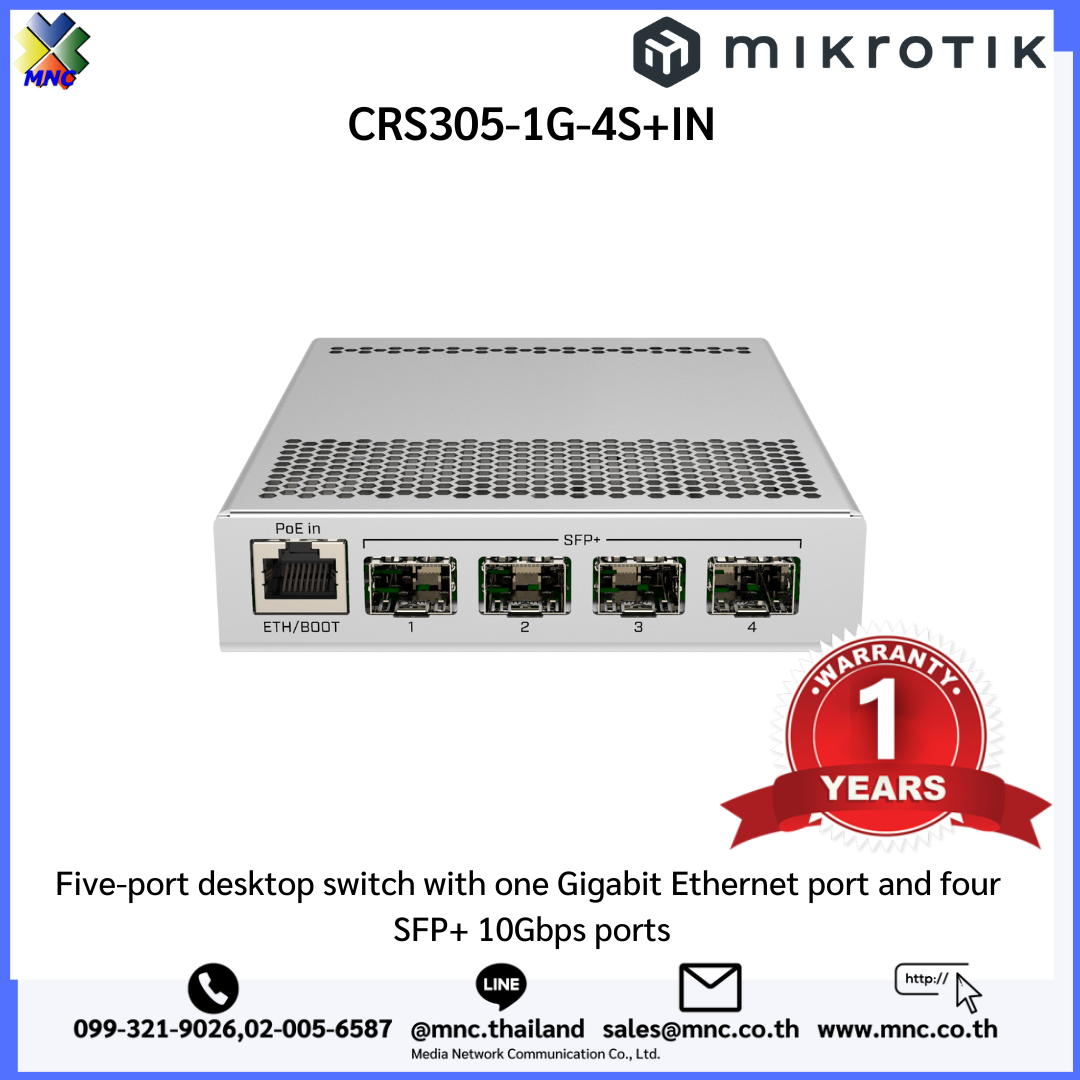 MNC
MIKROTIK
CRS305-1G-4S+IN
PoE in
SFP+
ETH/BOOT
1
2
3
4
WARRANTY
1
YEARS
Five-port desktop switch with one Gigabit Ethernet port and four
SFP+ 10Gbps ports
LINE
http://
099-321-9026,02-005-6587
@mnc.thailand
sales@mnc.co.th
www.mnc.co.th
Media Network Communication Co., Ltd.